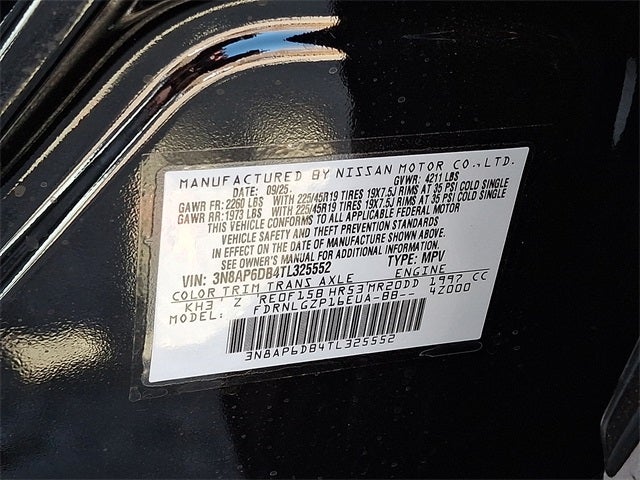 MANUFACTURED BY NISSAN MOTOR CO., LTD.
DATE: 09/25 GVWR: 4211 LBS
GAWR FR: 2260 LBS WITH 225/45R19 TIRES 19X7.5J RIMS AT 35 PSI COLD SINGLE
GAWR RR: 1973 LBS WITH 225/45R19 TIRES 19X7.5J RIMS AT 35 PSI COLD SINGLE
THIS VEHICLE CONFORMS TO ALL APPLICABLE FEDERAL MOTOR
VEHICLE SAFETY AND THEFT PREVENTION STANDARDS
IN EFFECT ON THE DATE OF MANUFACTURE SHOWN ABOVE.
SEE OWNER'S MANUAL FOR ADDITIONAL INFORMATION.
VIN: 3N8AP6DB4TL325552 TYPE: MPV
COLOR TRIM TRANS AXLE ENGINE
KH3 Z RE0F15B HR53 MR20DD 1997 CC
MODEL: FDRNLGZP16EUA-BB-- 4Z000
3N8AP6DB4TL325552